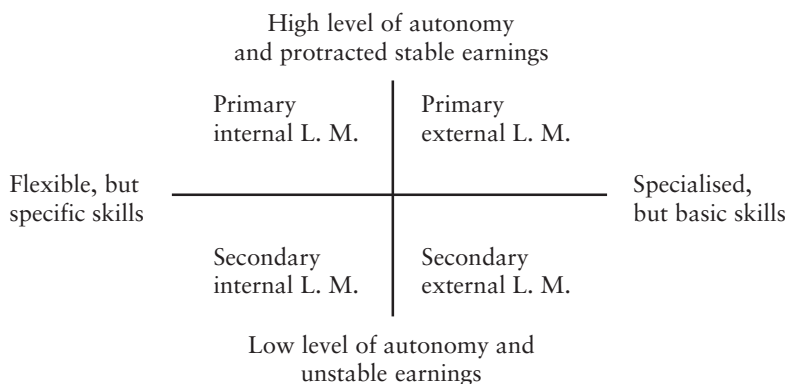 High level of autonomy
and protracted stable earnings
Primary
internal L. M.
Primary
external L. M.
Flexible, but
specific skills
Specialised,
but basic skills
Secondary
internal L. M.
Secondary
external L. M.
Low level of autonomy and
unstable earnings